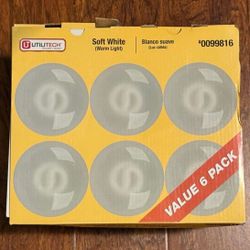 UTILITECH
Soft White
(Warm Light)
Blanco suave
(Luz cálida)
#0099816
VALUE 6 PACK